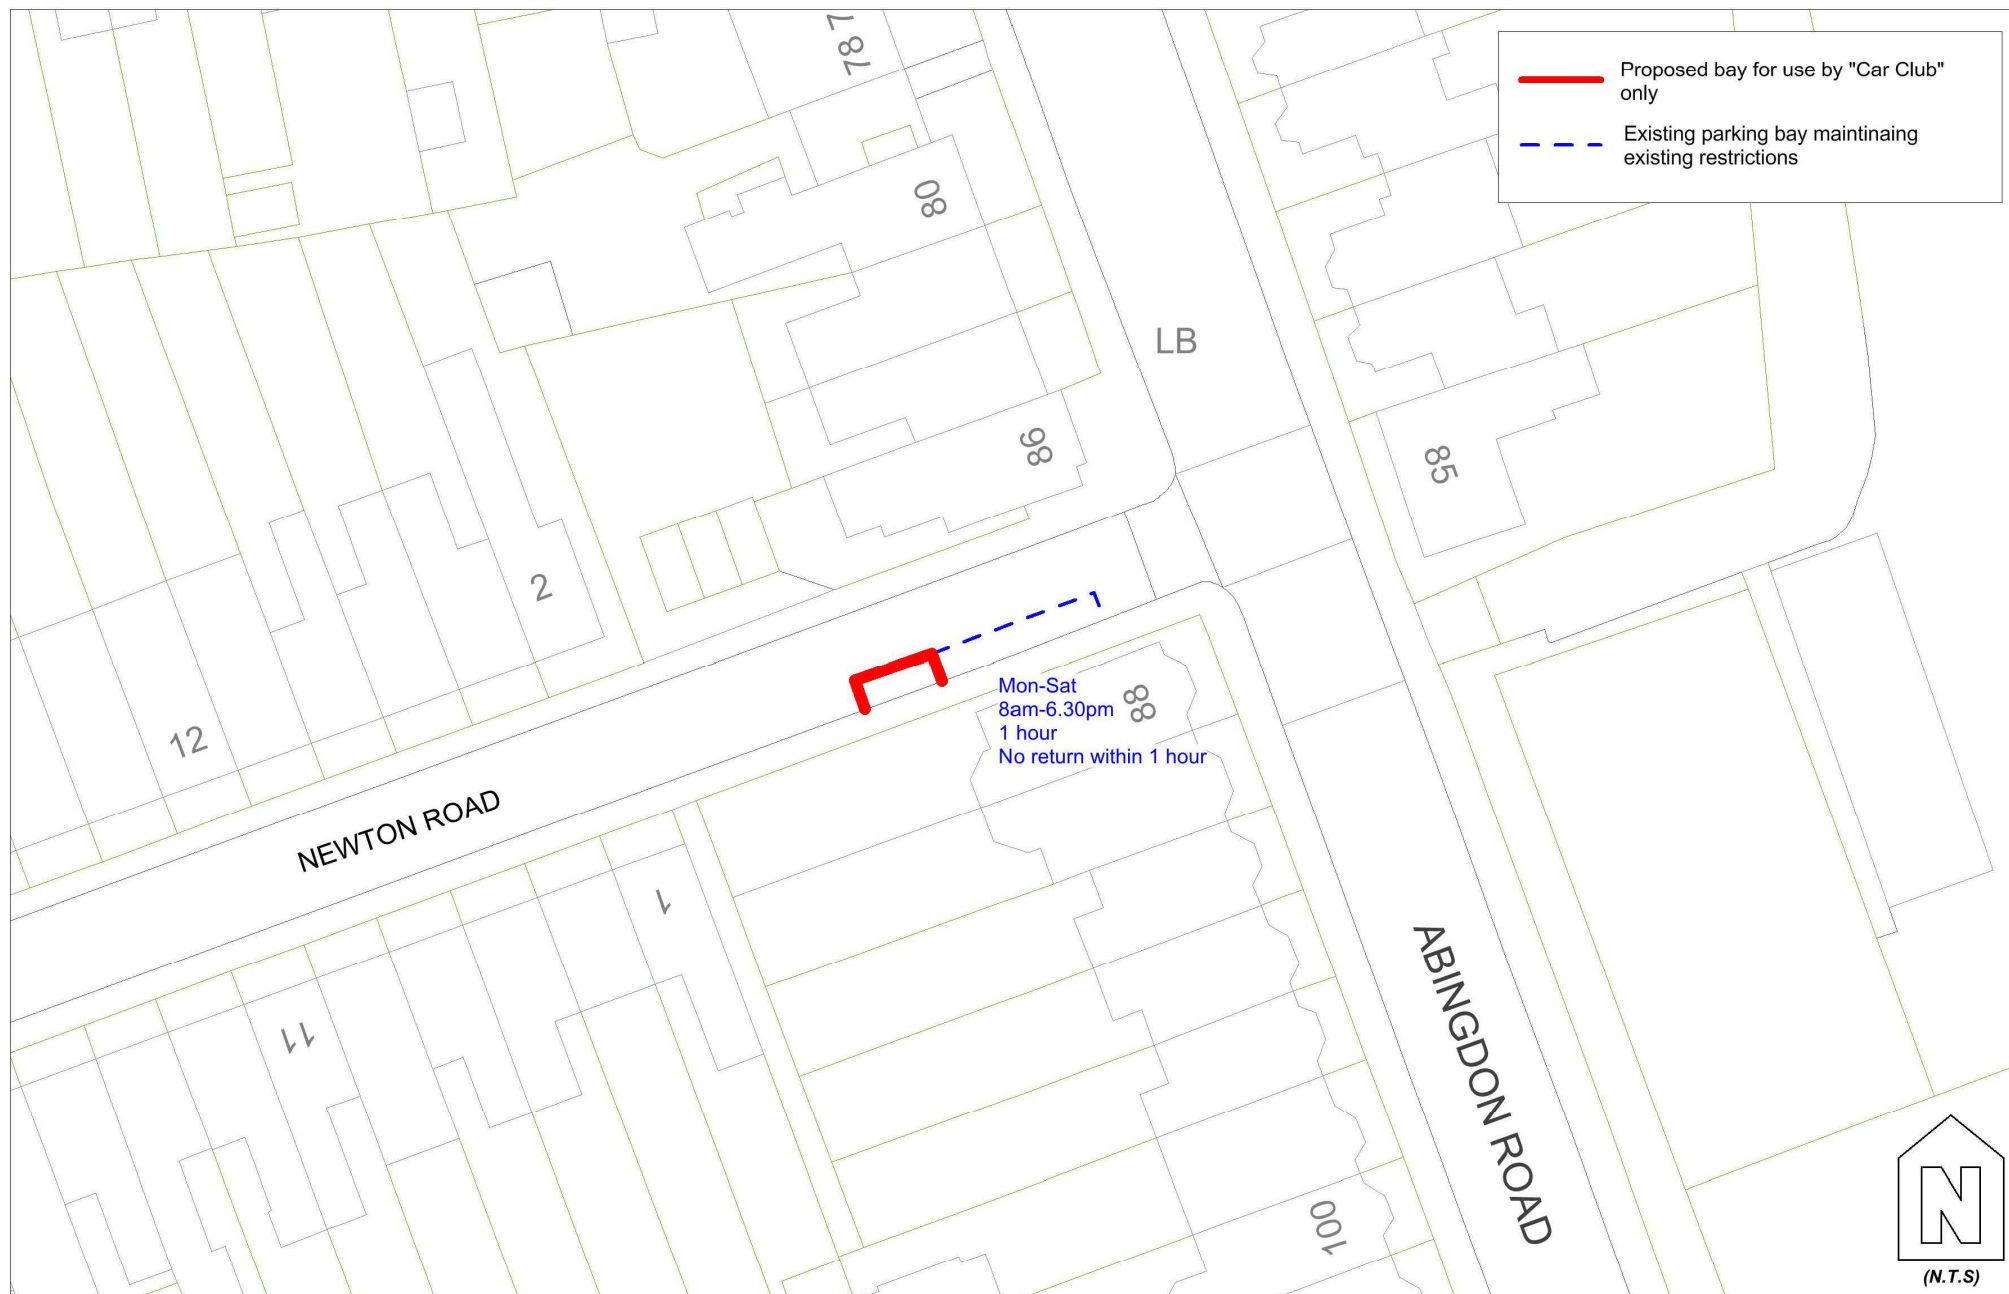 Proposed bay for use by "Car Club"
only
Existing parking bay maintinaing
existing restrictions
78
80
LB
86
85
2
88
Mon-Sat
8am-6.30pm
1 hour
No return within 1 hour
12
NEWTON ROAD
1
11
ABINGDON ROAD
100
N
(N.T.S)